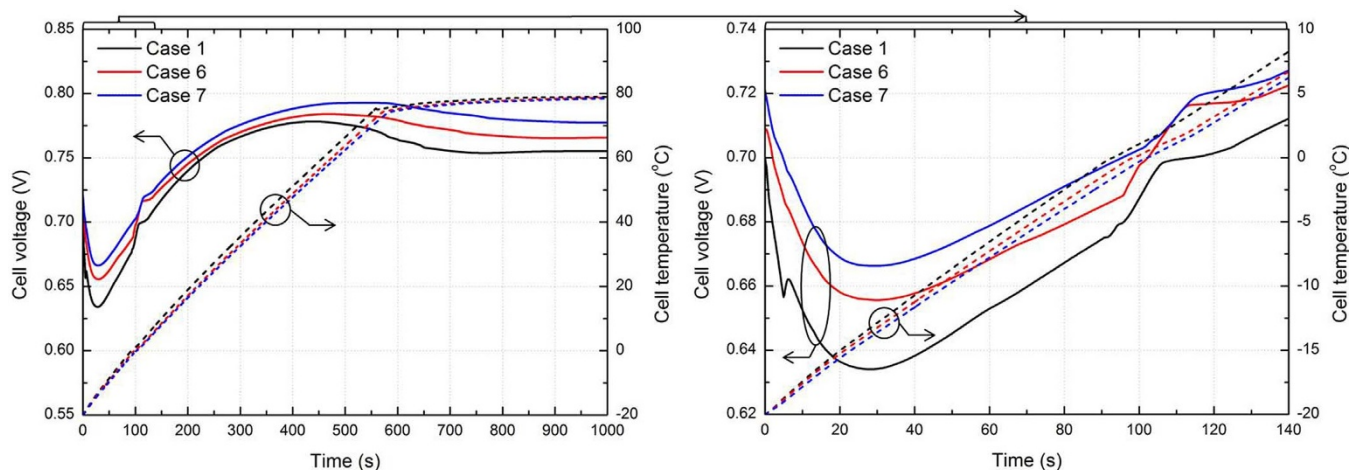 0.85
0.80
0.75
0.70
0.65
0.60
0.55
Cell voltage (V)
Case 1
Case 6
Case 7
100
80
60
40
20
0
-20
Cell temperature (°C)
0 100 200 300 400 500 600 700 800 900 1000
Time (s)
0.74
0.72
0.70
0.68
0.66
0.64
0.62
Cell voltage (V)
Case 1
Case 6
Case 7
10
5
0
-5
-10
-15
-20
Cell temperature (°C)
0 20 40 60 80 100 120 140
Time (s)